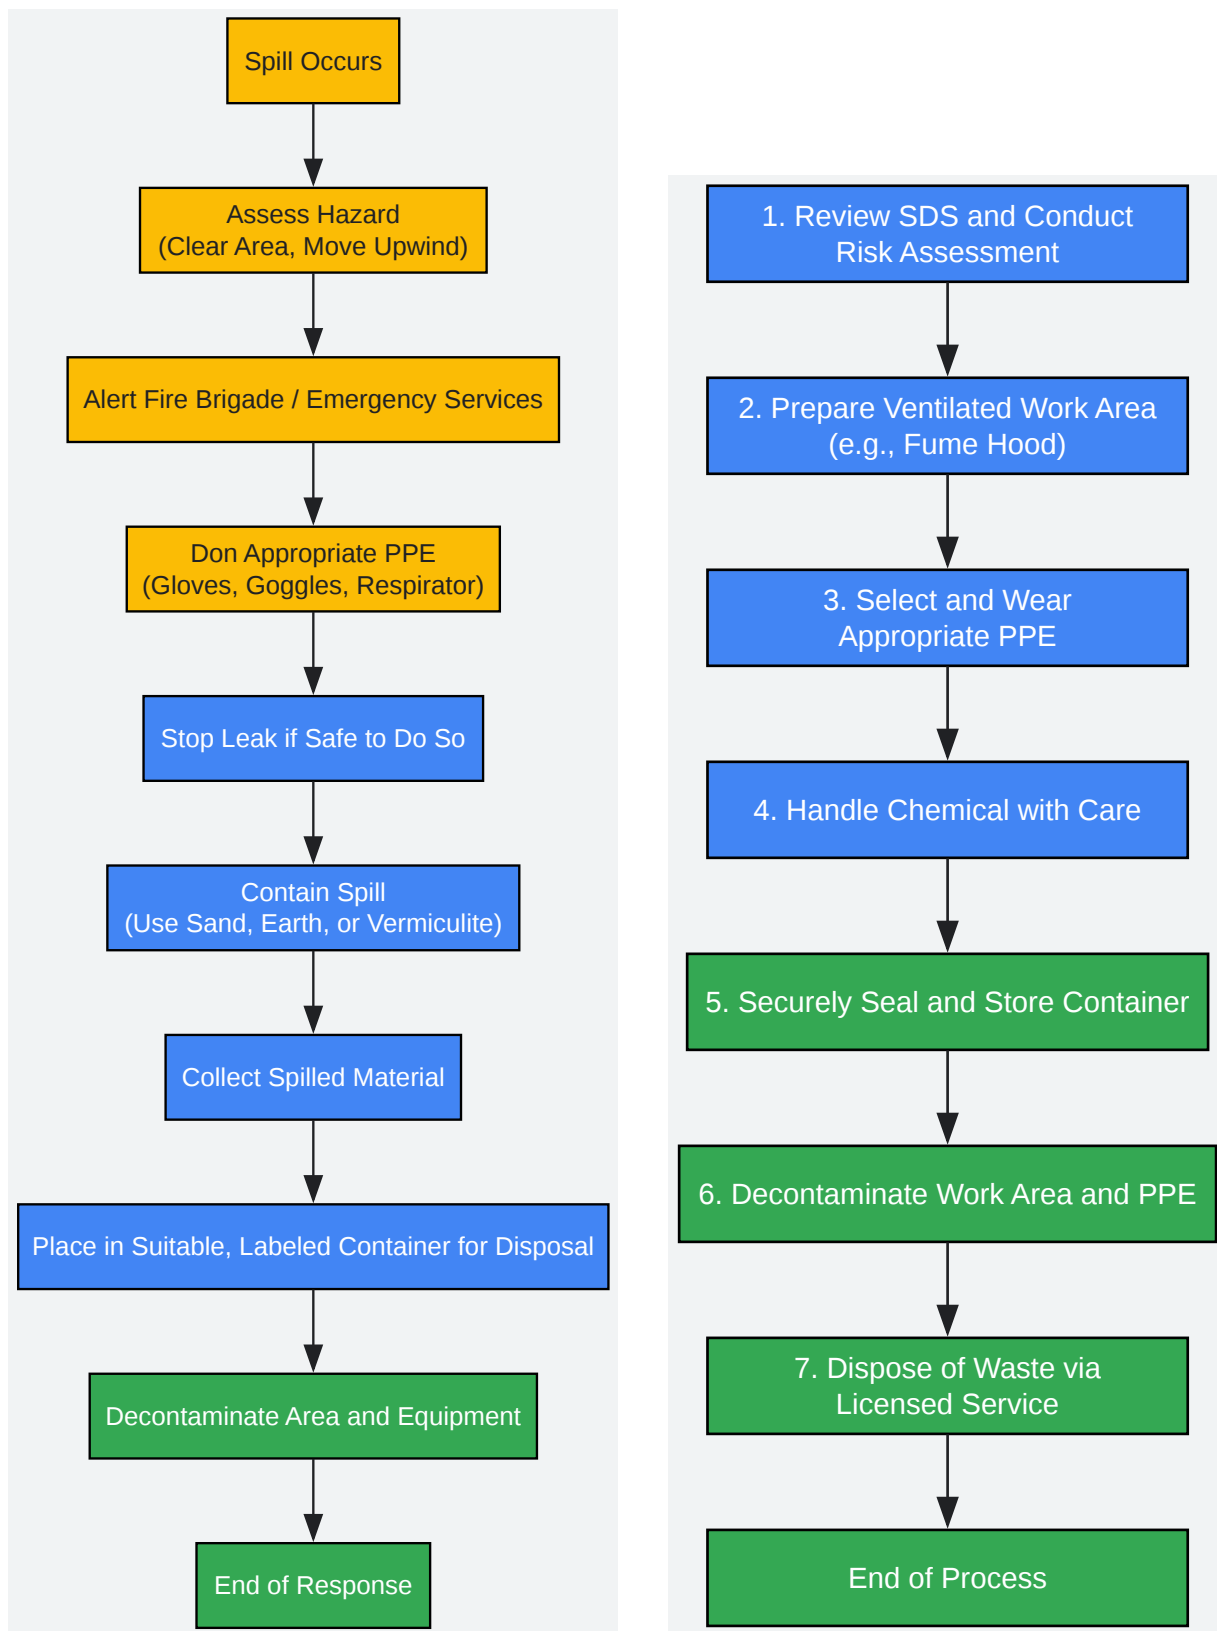 Spill Occurs
Assess Hazard
(Clear Area, Move Upwind)
Alert Fire Brigade / Emergency Services
Don Appropriate PPE
(Gloves, Goggles, Respirator)
Stop Leak if Safe to Do So
Contain Spill
(Use Sand, Earth, or Vermiculite)
Collect Spilled Material
Place in Suitable, Labeled Container for Disposal
Decontaminate Area and Equipment
End of Response
1. Review SDS and Conduct
Risk Assessment
2. Prepare Ventilated Work Area
(e.g., Fume Hood)
3. Select and Wear
Appropriate PPE
4. Handle Chemical with Care
5. Securely Seal and Store Container
6. Decontaminate Work Area and PPE
7. Dispose of Waste via
Licensed Service
End of Process